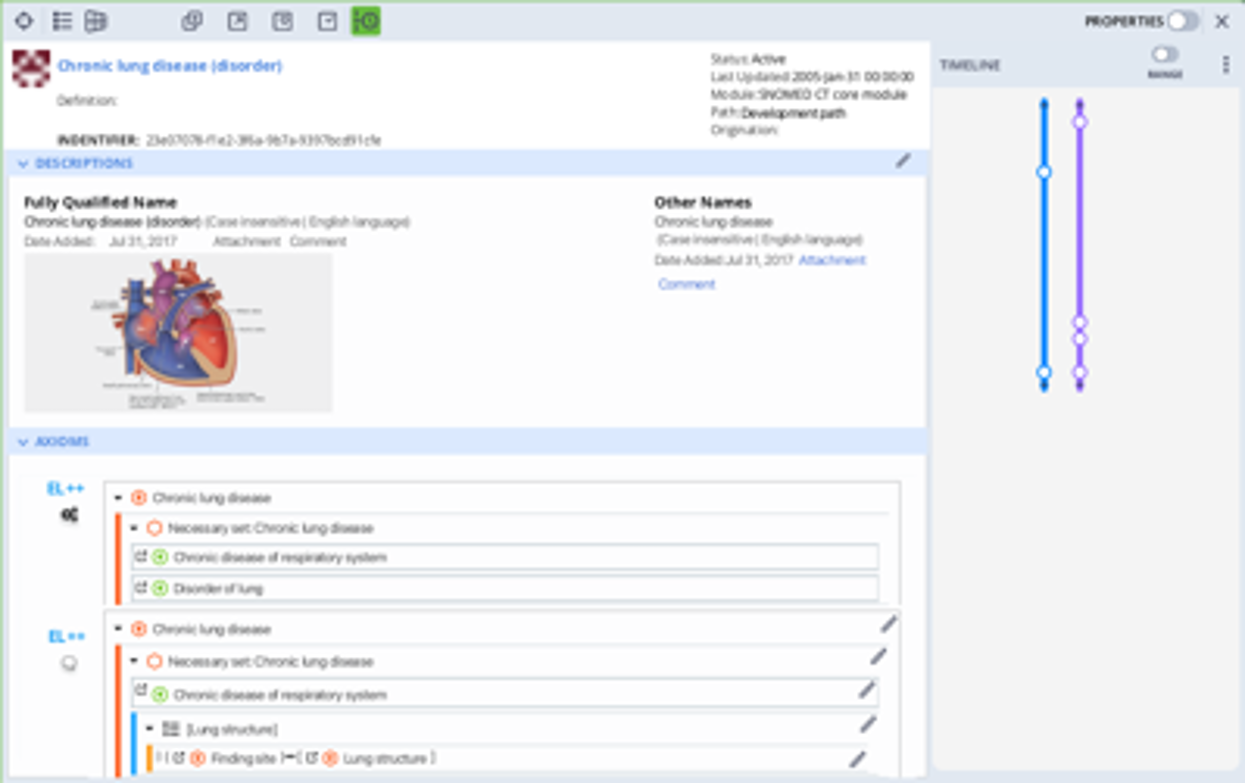 PROPERTIES
Chronic lung disease (disorder)
Definition:
INDENTIFIER:
Status: Active
Last Updated: 2005-Jan-31 00:00:00
Module: SNOMED CT core module
Path: Development path
Origination:
TIMELINE
RANGE
DESCRIPTIONS
Fully Qualified Name
Chronic lung disease (disorder) (Case insensitive | English language)
Date Added: Jul 31, 2017 Attachment Comment
Other Names
Chronic lung disease
(Case insensitive | English language)
Date Added: Jul 31, 2017 Attachment
Comment
AXIOMS
EL++
Chronic lung disease
Necessary set: Chronic lung disease
Chronic disease of respiratory system
Disorder of lung
EL++
Chronic lung disease
Necessary set: Chronic lung disease
Chronic disease of respiratory system
[Lung structure]
Finding site Lung structure